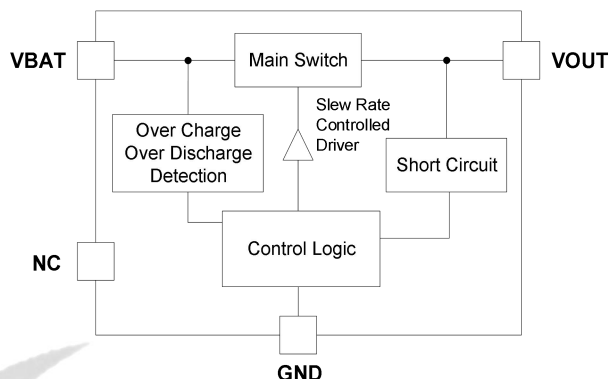 VBAT
Main Switch
VOUT
Slew Rate
Controlled
Driver
Over Charge
Over Discharge
Detection
Short Circuit
Control Logic
NC
GND